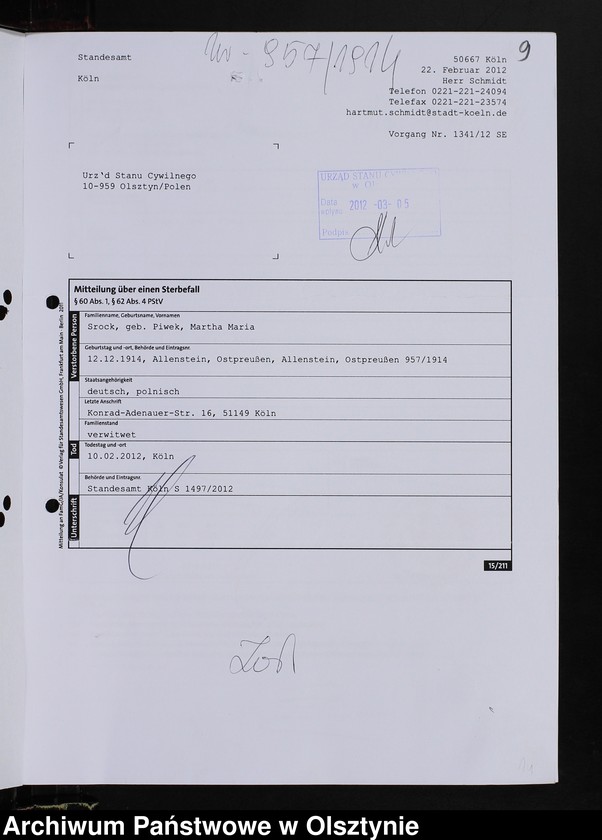 9
Nr - 957/1914
Standesamt
Köln
50667 Köln
22. Februar 2012
Herr Schmidt
Telefon 0221-221-24094
Telefax 0221-221-23574
hartmut.schmidt@stadt-koeln.de
Vorgang Nr. 1341/12 SE
Urz'd Stanu Cywilnego
10-959 Olsztyn/Polen
URZĄD STANU
w Ol
Data
2012 -03- 05
Podpis
Mitteilung über einen Sterbefall
§ 60 Abs. 1, § 62 Abs. 4 PStV
Verstorbene Person
Familienname, Geburtsname, Vornamen
Srock, geb. Piwek, Martha Maria
Geburtstag und -ort, Behörde und Eintragsnr.
12.12.1914, Allenstein, Ostpreußen, Allenstein, Ostpreußen 957/1914
Staatsangehörigkeit
deutsch, polnisch
Letzte Anschrift
Konrad-Adenauer-Str. 16, 51149 Köln
Familienstand
verwitwet
Tod
Todestag und -ort
10.02.2012, Köln
Behörde und Eintragsnr.
Standesamt Köln S 1497/2012
Unterschrift
15/211
Archiwum Państwowe w Olsztynie